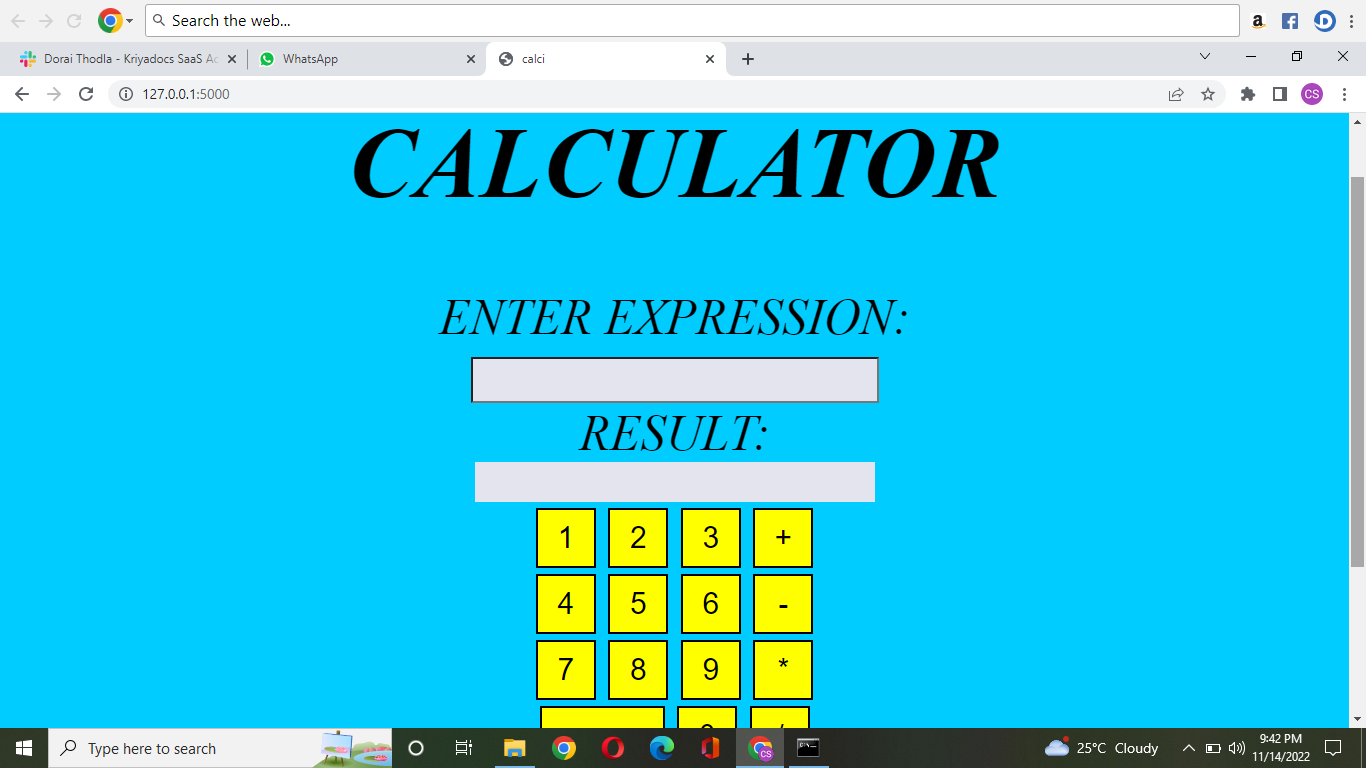 Search the web...
a
Dorai Thodla - Kriyadocs SaaS Ac
WhatsApp
calci
127.0.0.1:5000
CS
CALCULATOR
ENTER EXPRESSION:
RESULT:
1 2 3 +
4 5 6 -
7 8 9 *
Type here to search
CS
25°C Cloudy
9:42 PM
11/14/2022